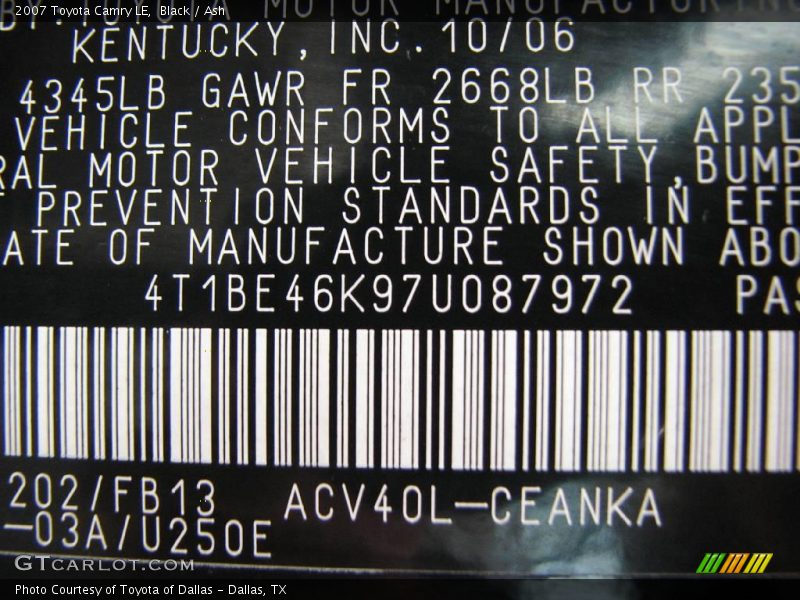 2007 Toyota Camry LE, Black / Ash
KENTUCKY, INC. 10/06
4345LB GAWR FR 2668LB RR 235
VEHICLE CONFORMS TO ALL APPL
RAL MOTOR VEHICLE SAFETY, BUMP
T PREVENTION STANDARDS IN EFF
ATE OF MANUFACTURE SHOWN ABO
4T1BE46K97U087972 PAS
202/FB13 ACV40L-CEANKA
-03A/U250E
GTCARLOT.COM
Photo Courtesy of Toyota of Dallas - Dallas, TX